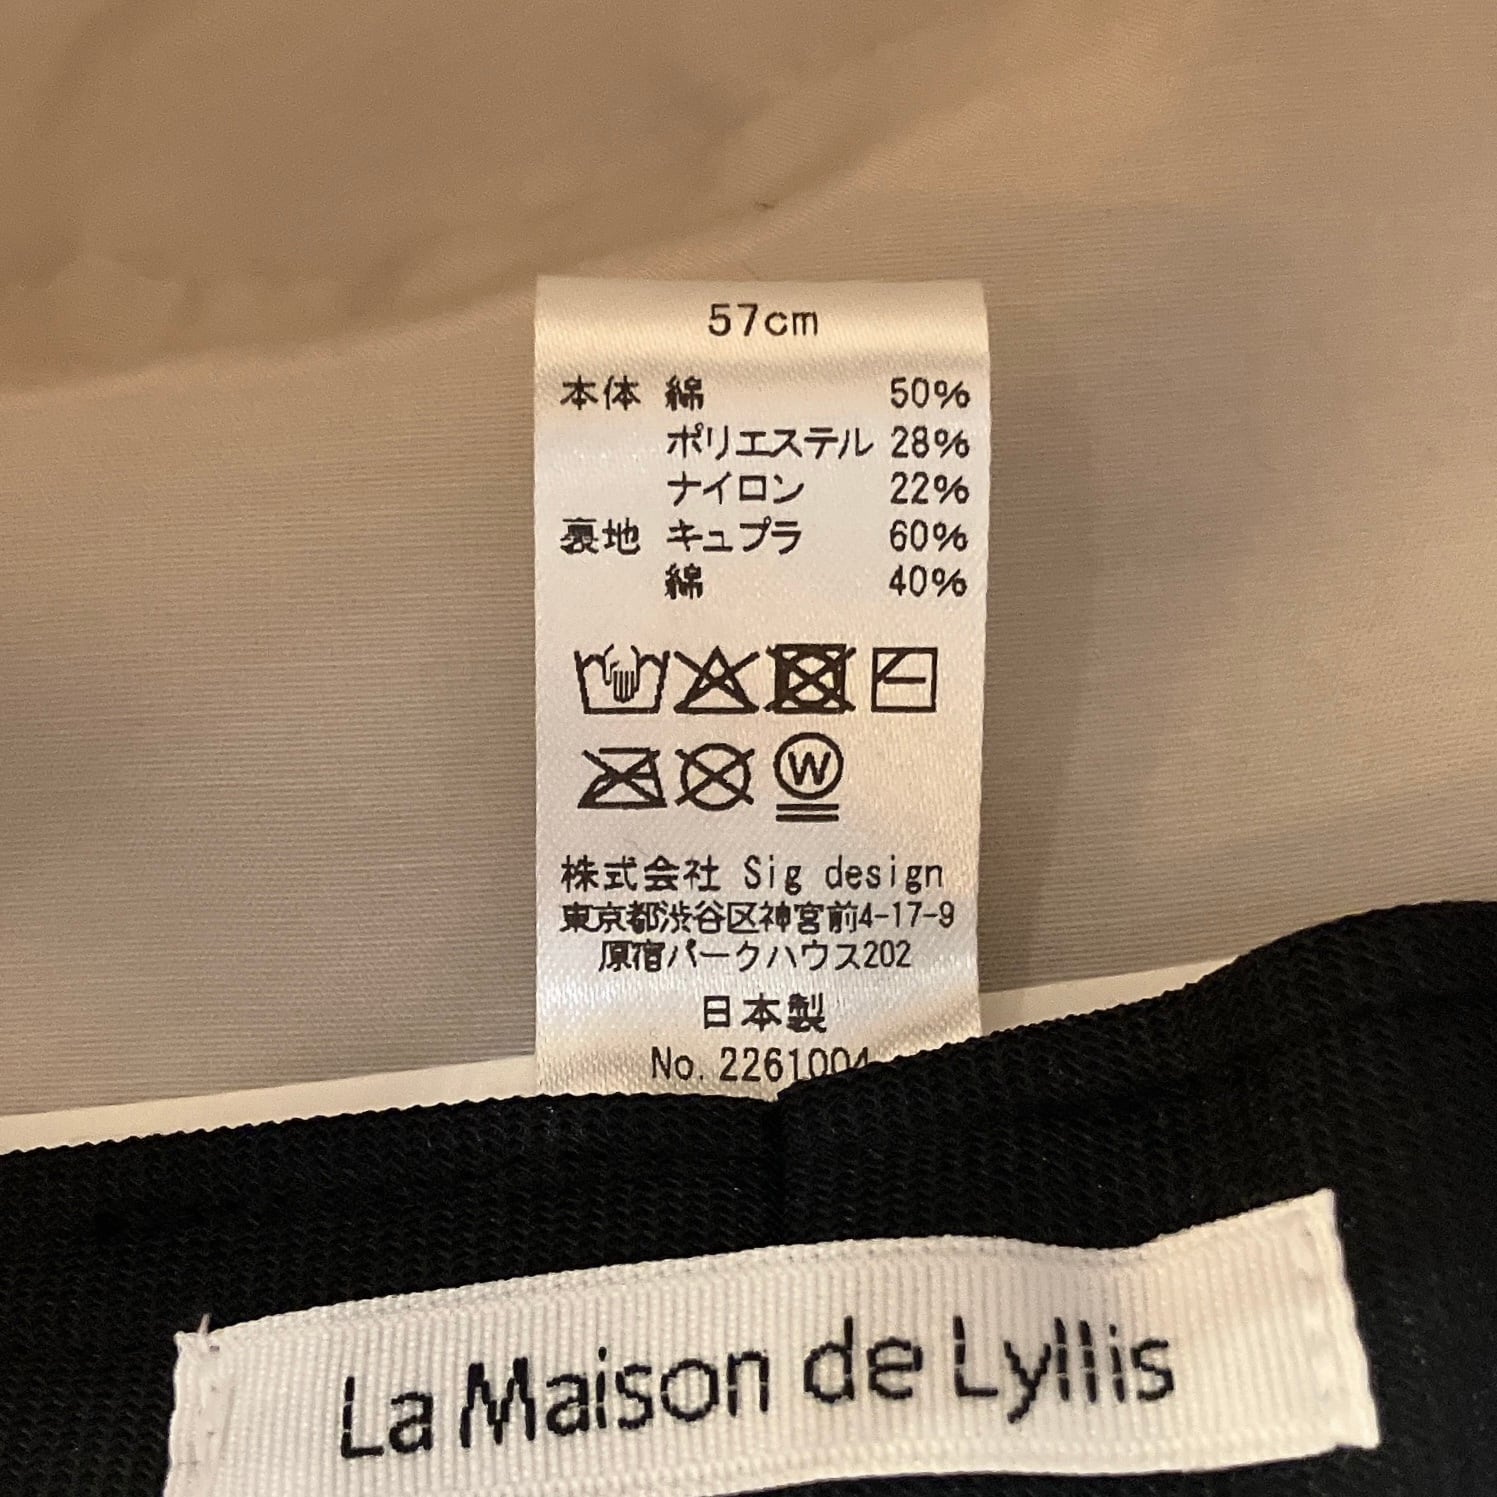 57cm
本体 綿 50%
ポリエステル 28%
ナイロン 22%
裏地 キュプラ 60%
綿 40%
W
株式会社 Sig design
東京都渋谷区神宮前4-17-9
原宿パークハウス202
日本製
No. 2261004
La Maison de Lyllis